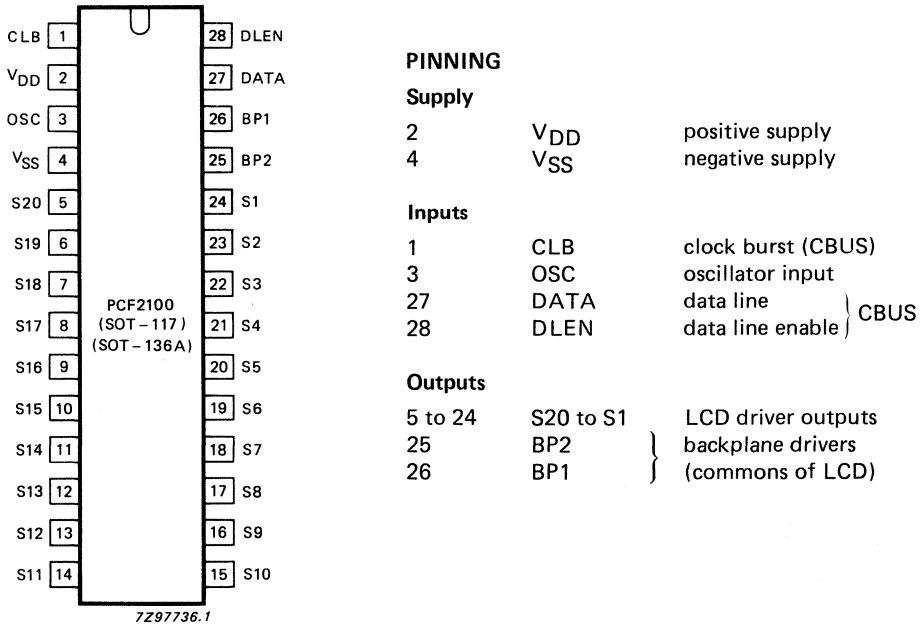 CLB 1 28 DLEN
VDD 2 27 DATA
OSC 3 26 BP1
VSS 4 25 BP2
S20 5 24 S1
S19 6 23 S2
S18 7 22 S3
S17 8 21 S4
S16 9 20 S5
S15 10 19 S6
S14 11 18 S7
S13 12 17 S8
S12 13 16 S9
S11 14 15 S10
PCF2100
(SOT-117)
(SOT-136A)
7Z97736.1
PINNING
Supply
2 VDD positive supply
4 VSS negative supply
Inputs
1 CLB clock burst (CBUS)
3 OSC oscillator input
27 DATA data line
28 DLEN data line enable
CBUS
Outputs
5 to 24 S20 to S1 LCD driver outputs
25 BP2 backplane drivers
26 BP1 (commons of LCD)